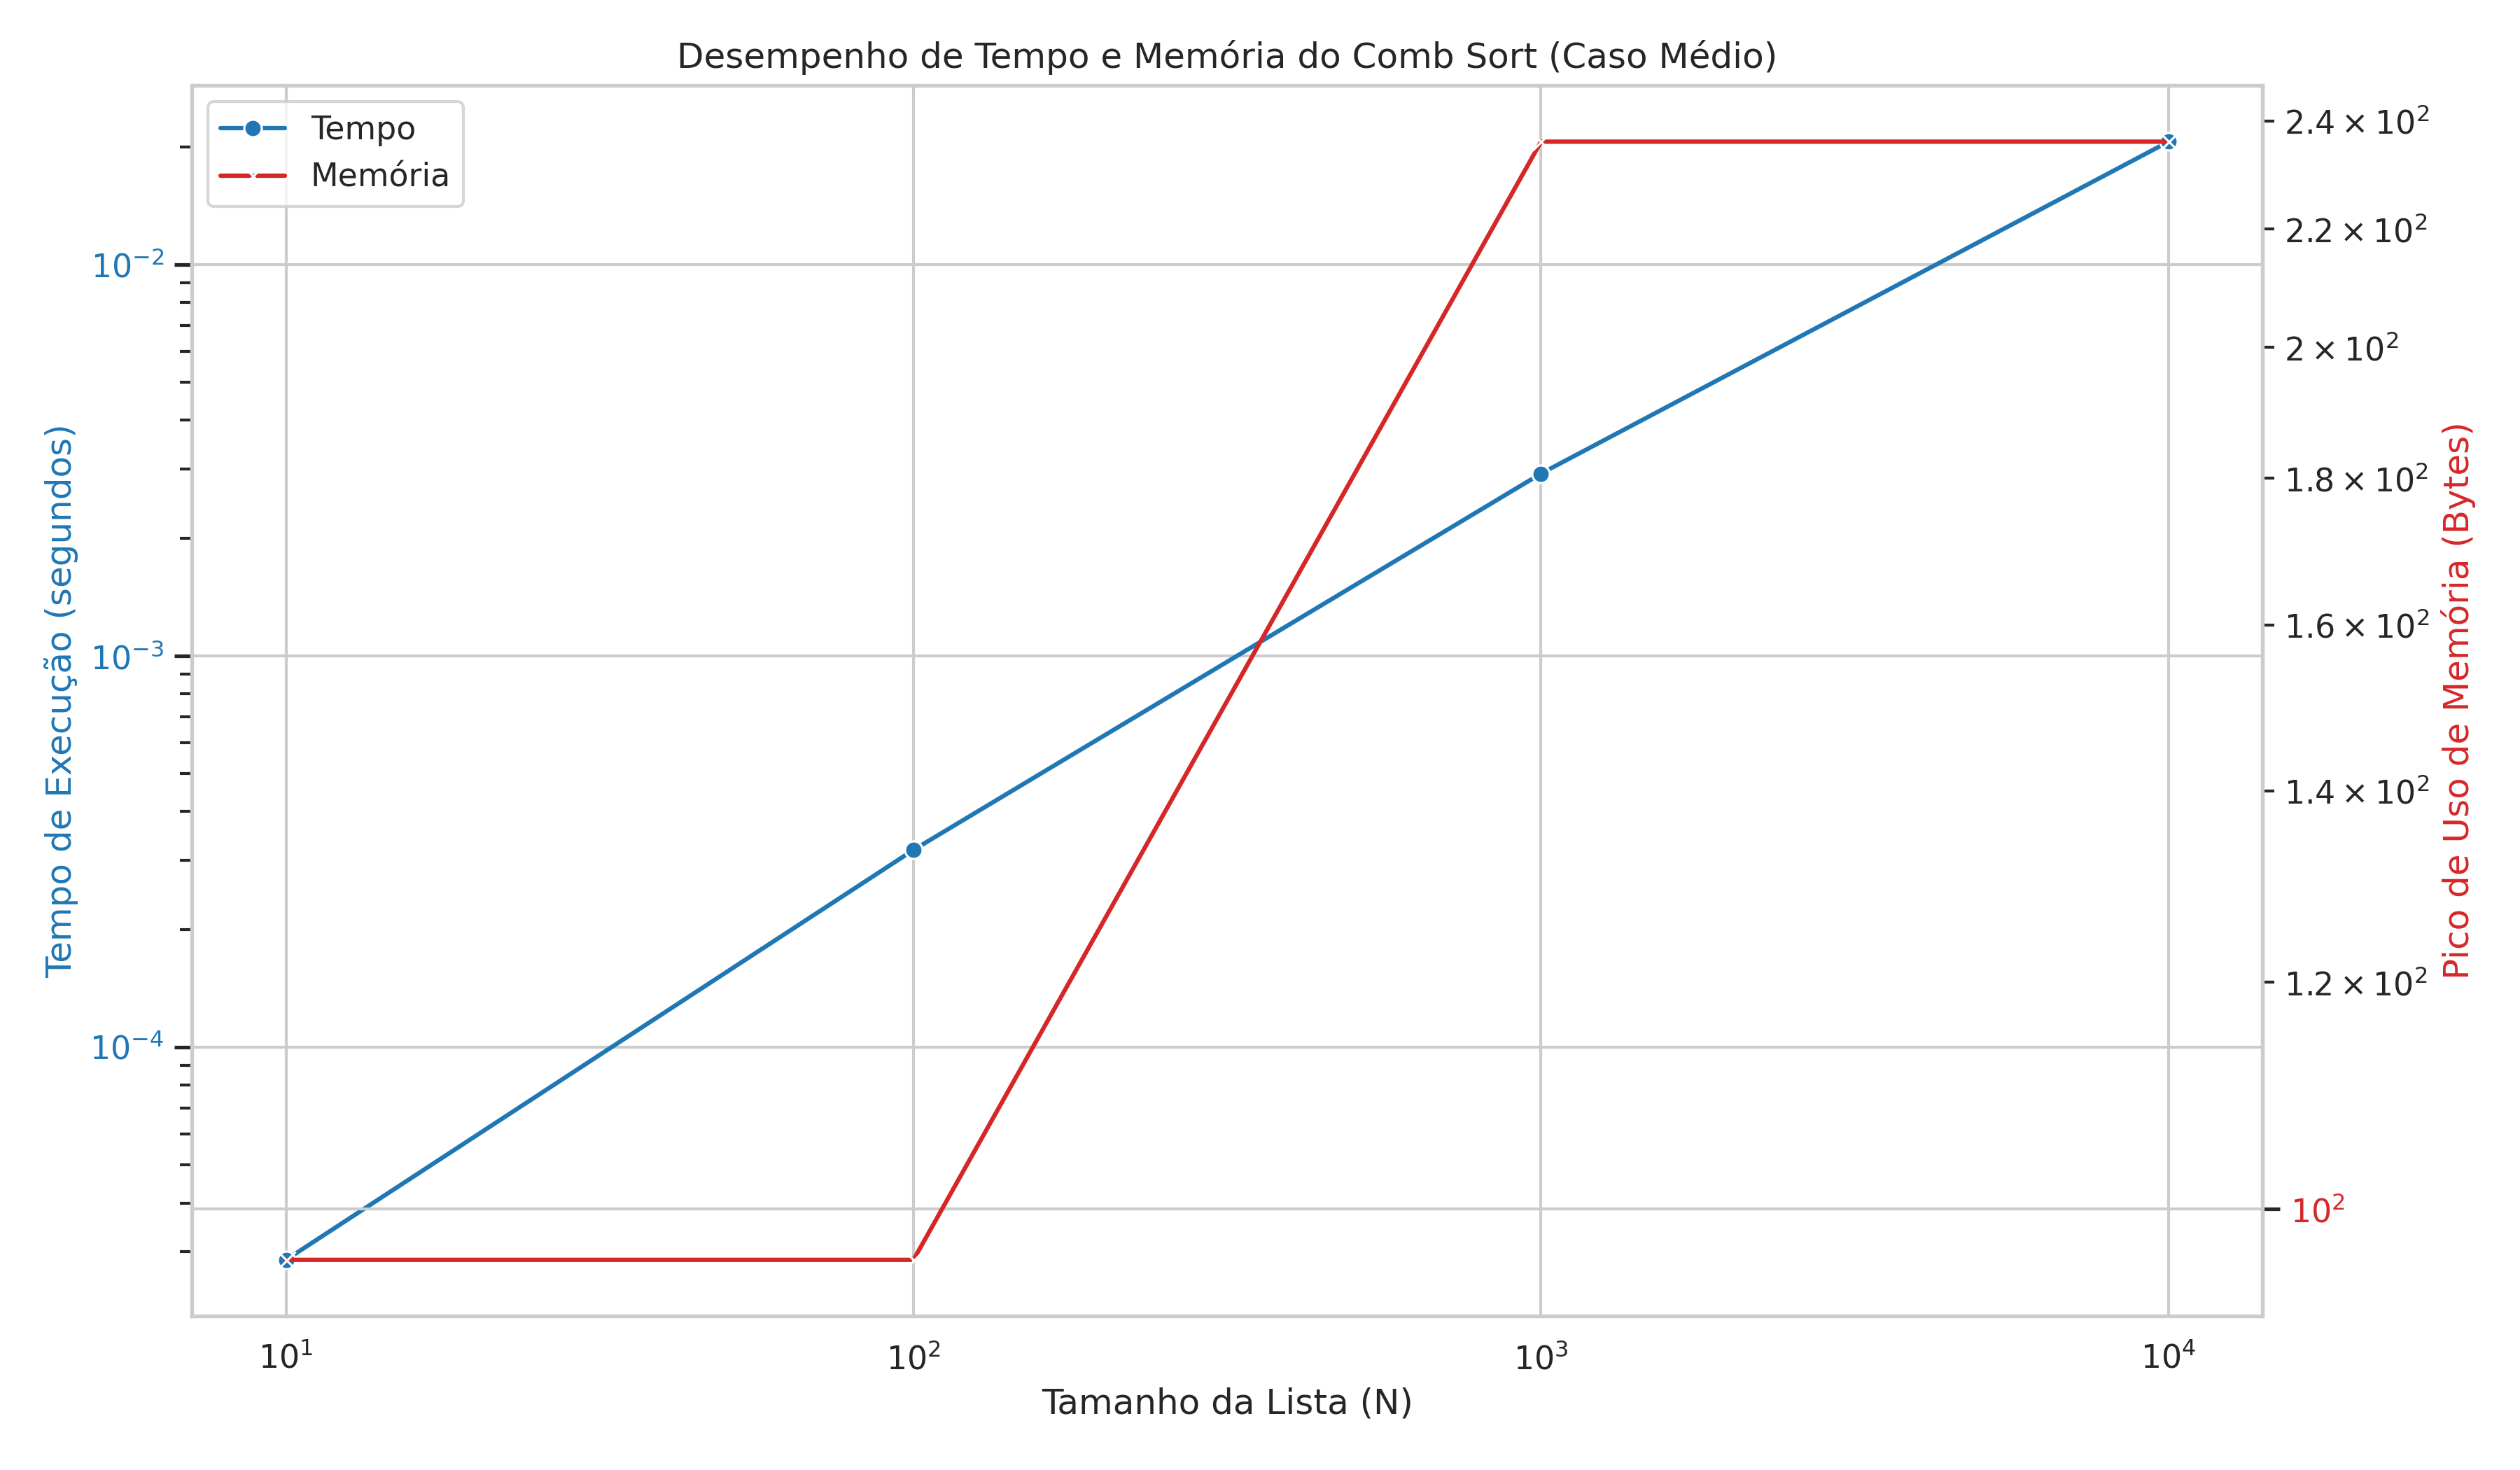 Desempenho de Tempo e Memória do Comb Sort (Caso Médio)
Tempo
Memória
Tempo de Execução (segundos)
10⁻²
10⁻³
10⁻⁴
2.4 × 10²
2.2 × 10²
2 × 10²
1.8 × 10²
1.6 × 10²
1.4 × 10²
1.2 × 10²
10²
Pico de Uso de Memória (Bytes)
10¹ 10² 10³ 10⁴
Tamanho da Lista (N)